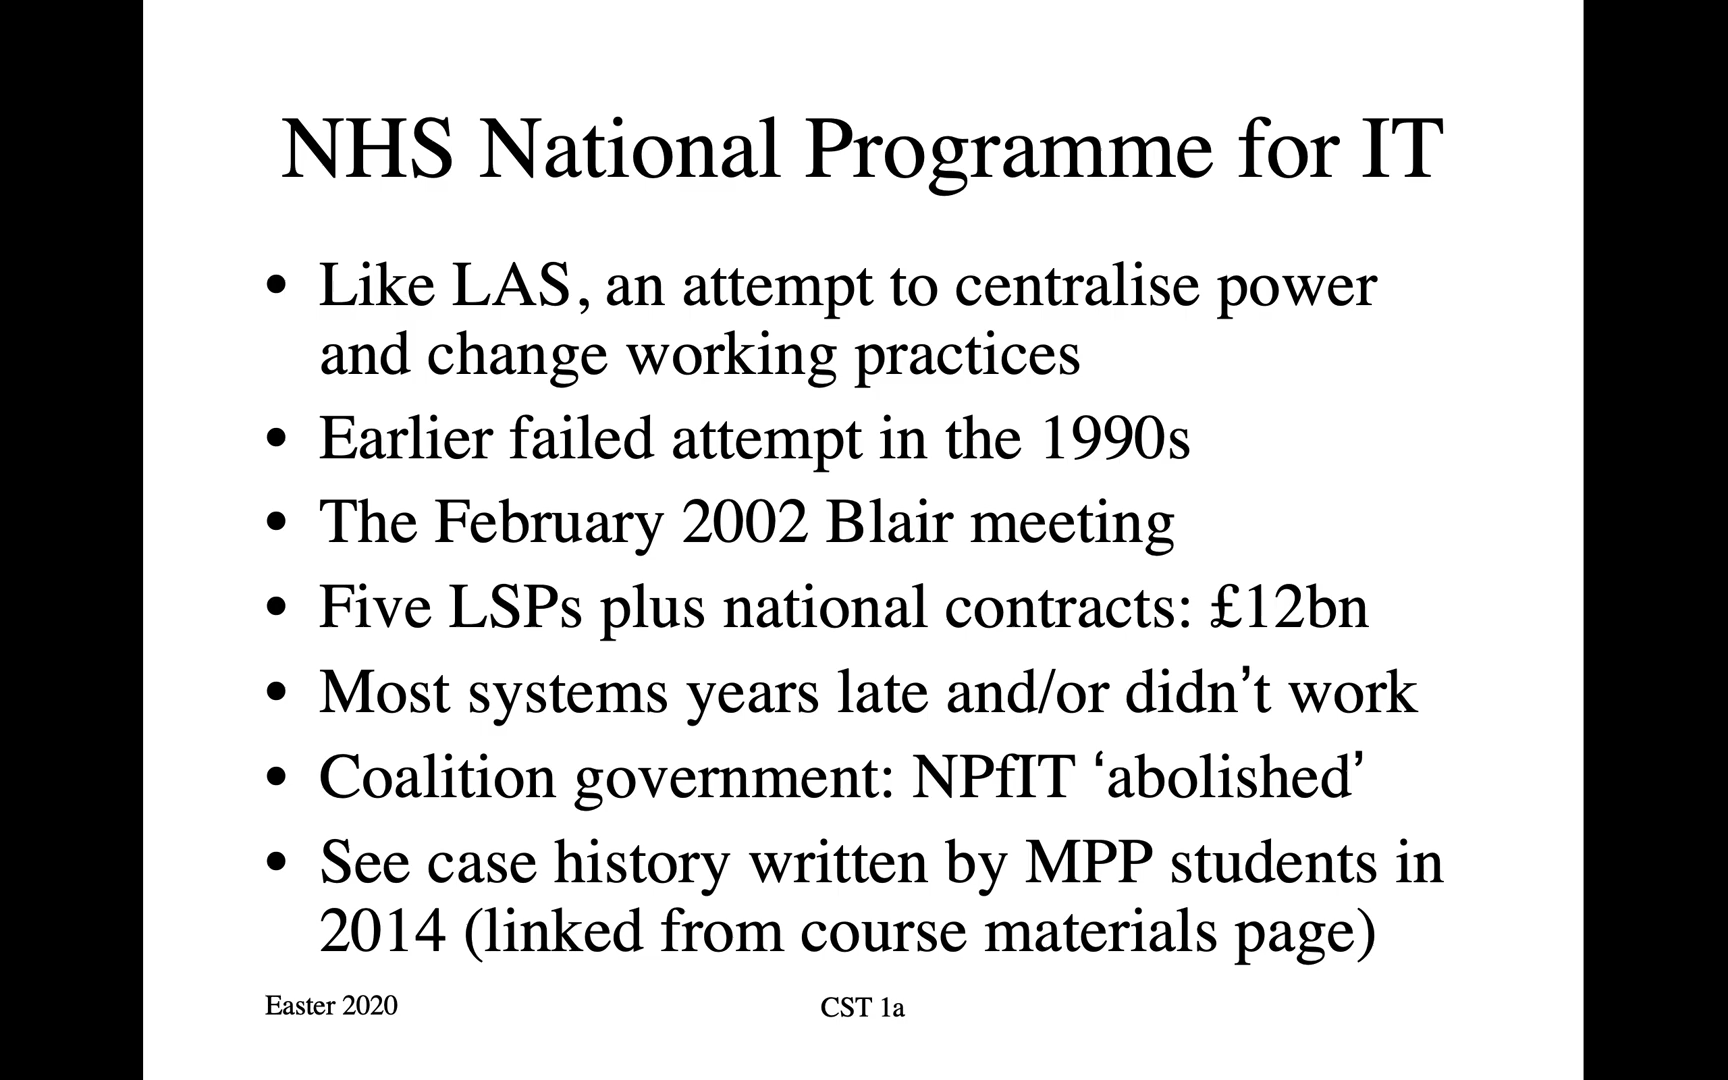 NHS National Programme for IT
• Like LAS, an attempt to centralise power
and change working practices
• Earlier failed attempt in the 1990s
• The February 2002 Blair meeting
• Five LSPs plus national contracts: £12bn
• Most systems years late and/or didn’t work
• Coalition government: NPfIT ‘abolished’
• See case history written by MPP students in
2014 (linked from course materials page)
Easter 2020
CST 1a